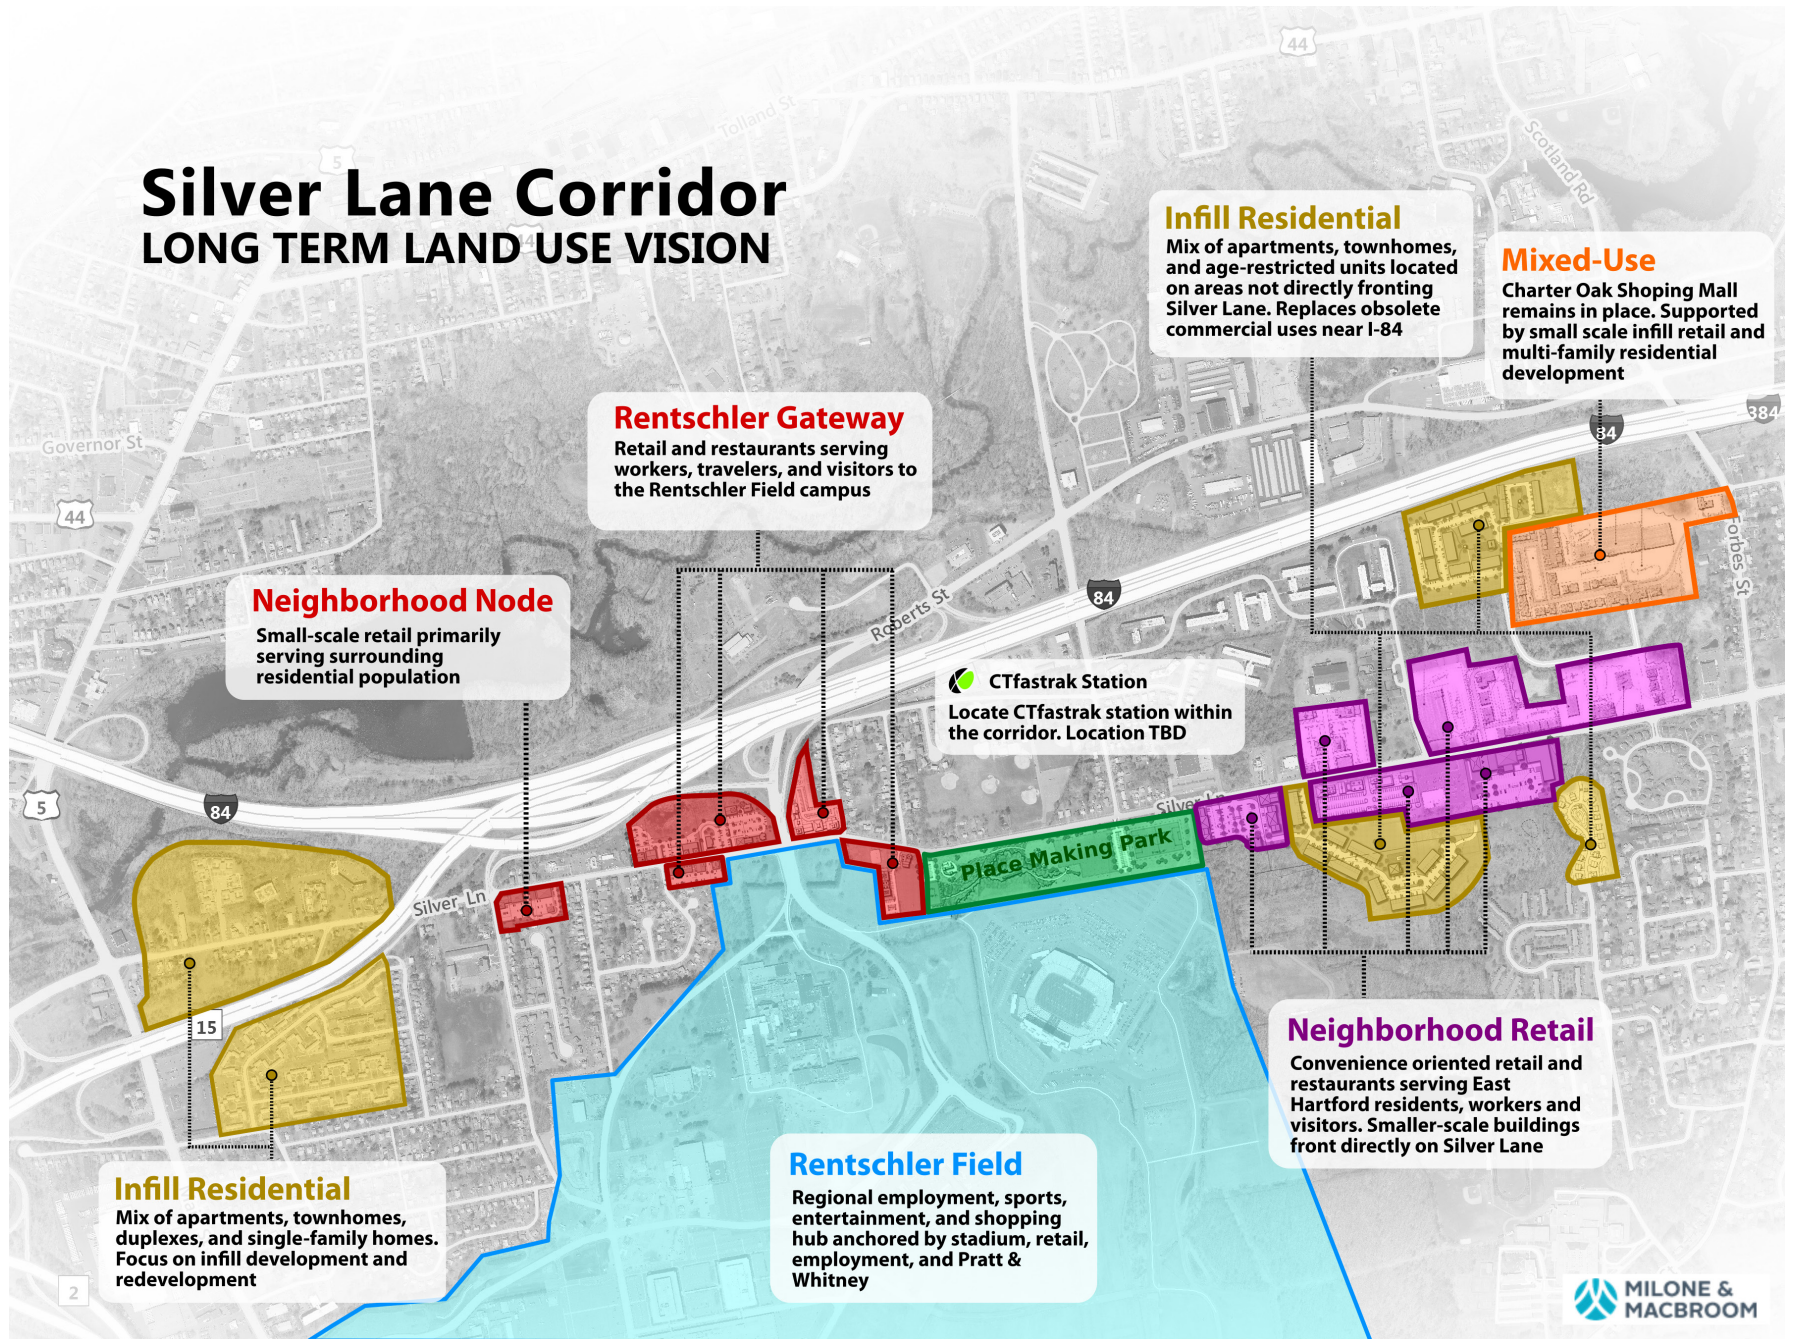 44
Tolland St
Scotland Rd
5
Silver Lane Corridor
44
LONG TERM LAND USE VISION
Infill Residential
Mix of apartments, townhomes,
and age-restricted units located
on areas not directly fronting
Silver Lane. Replaces obsolete
commercial uses near I-84
Mixed-Use
Charter Oak Shoping Mall
remains in place. Supported
by small scale infill retail and
multi-family residential
development
Rentschler Gateway
Retail and restaurants serving
workers, travelers, and visitors to
the Rentschler Field campus
384
84
Governor St
44
Forbes St
Neighborhood Node
Small-scale retail primarily
serving surrounding
residential population
Roberts St
84
CTfastrak Station
Locate CTfastrak station within
the corridor. Location TBD
5
84
Silver Ln
Place Making Park
Silver Ln
15
Neighborhood Retail
Convenience oriented retail and
restaurants serving East
Hartford residents, workers and
visitors. Smaller-scale buildings
front directly on Silver Lane
Rentschler Field
Regional employment, sports,
entertainment, and shopping
hub anchored by stadium, retail,
employment, and Pratt &
Whitney
Infill Residential
Mix of apartments, townhomes,
duplexes, and single-family homes.
Focus on infill development and
redevelopment
2
MILONE &
MACBROOM